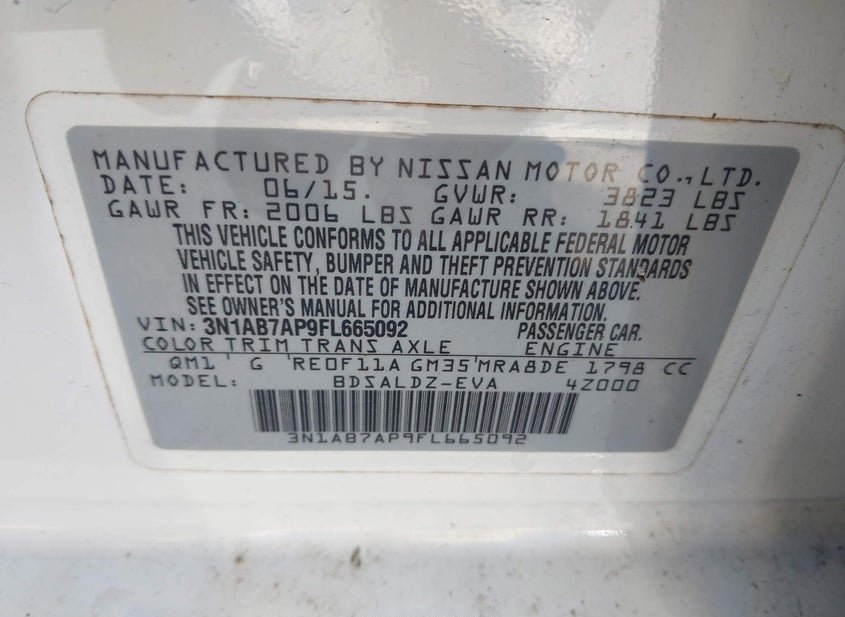 MANUFACTURED BY NISSAN MOTOR CO., LTD.
DATE: 06/15. GVWR: 3823 LBS
GAWR FR: 2006 LBS GAWR RR: 1841 LBS
THIS VEHICLE CONFORMS TO ALL APPLICABLE FEDERAL MOTOR
VEHICLE SAFETY, BUMPER AND THEFT PREVENTION STANDARDS
IN EFFECT ON THE DATE OF MANUFACTURE SHOWN ABOVE.
SEE OWNER'S MANUAL FOR ADDITIONAL INFORMATION.
VIN: 3N1AB7AP9FL665092 PASSENGER CAR.
COLOR TRIM TRANS AXLE ENGINE
QM1 ' G 'RE0F11A GM35'MRA8DE 1798 CC
MODEL: BDSALDZ-EVA 4Z000
3N1AB7AP9FL665092